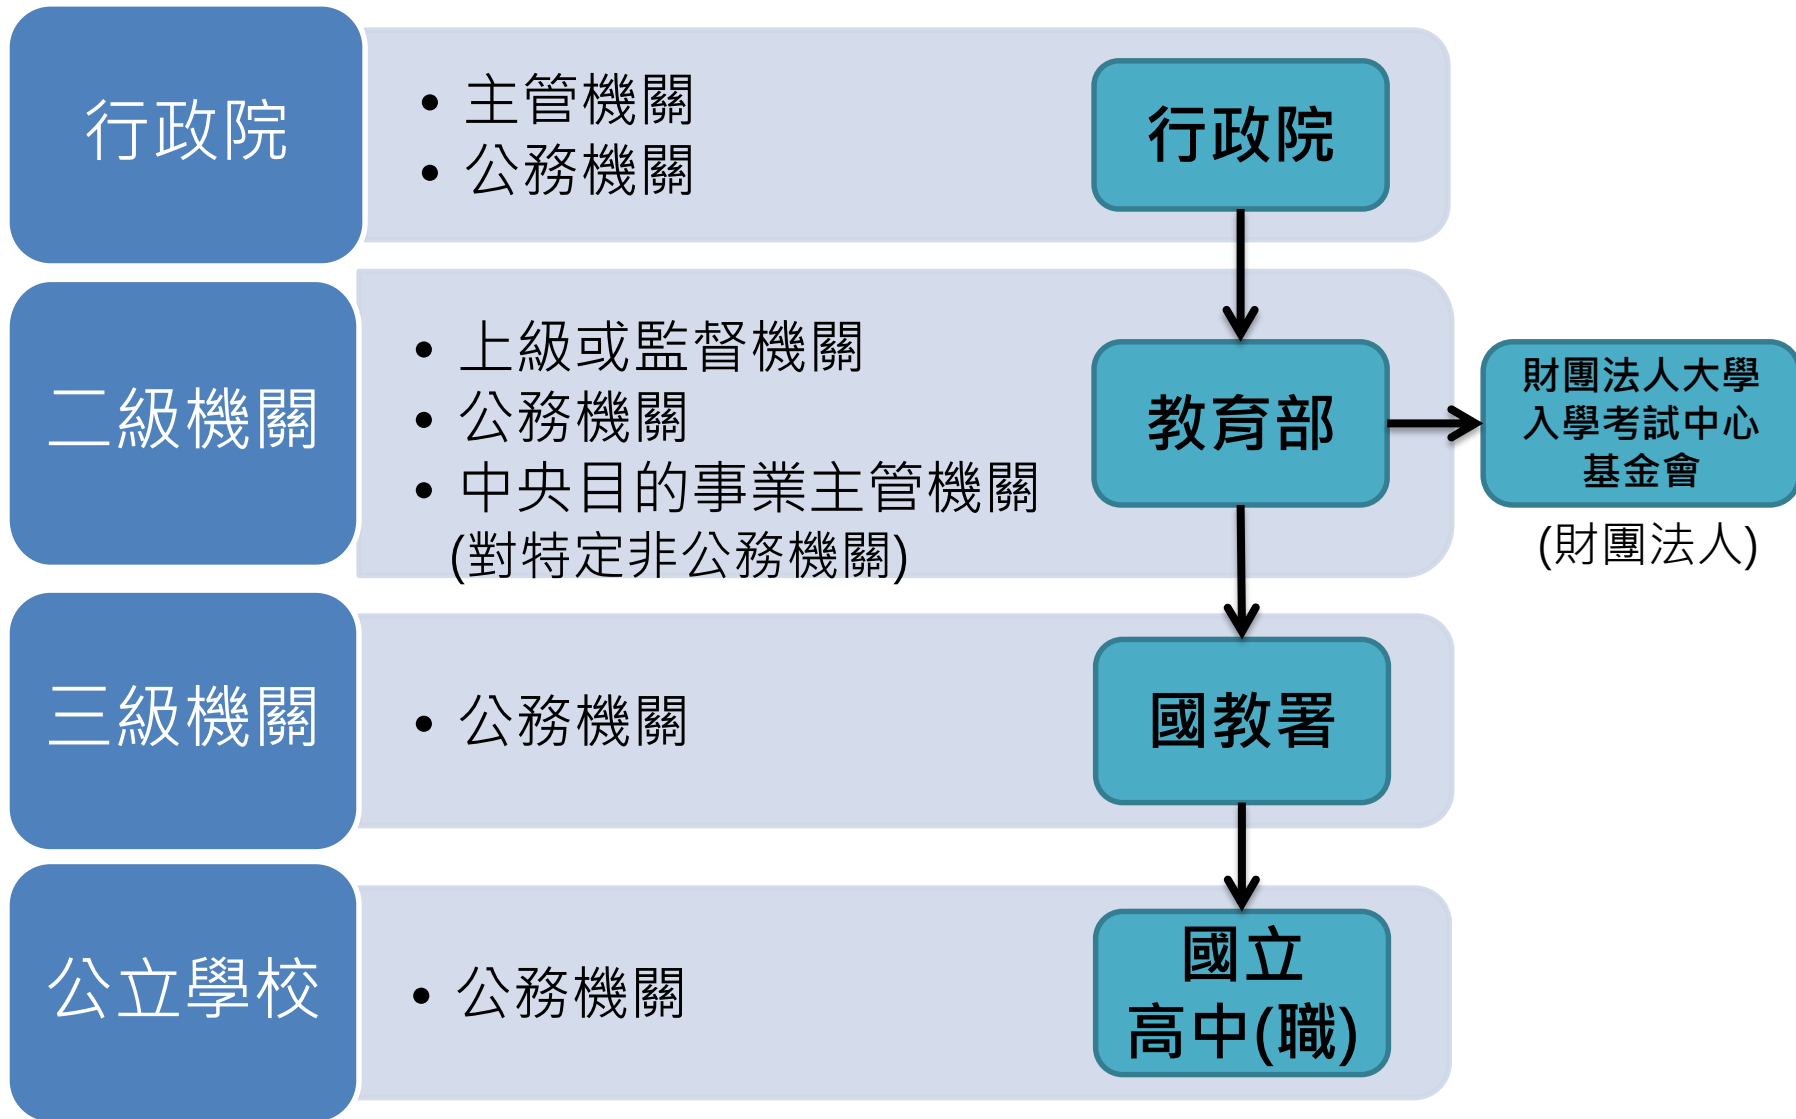 行政院
• 主管機關
• 公務機關
行政院
二級機關
• 上級或監督機關
• 公務機關
• 中央目的事業主管機關
(對特定非公務機關)
教育部
財團法人大學
入學考試中心
基金會
(財團法人)
三級機關
• 公務機關
國教署
公立學校
• 公務機關
國立
高中(職)